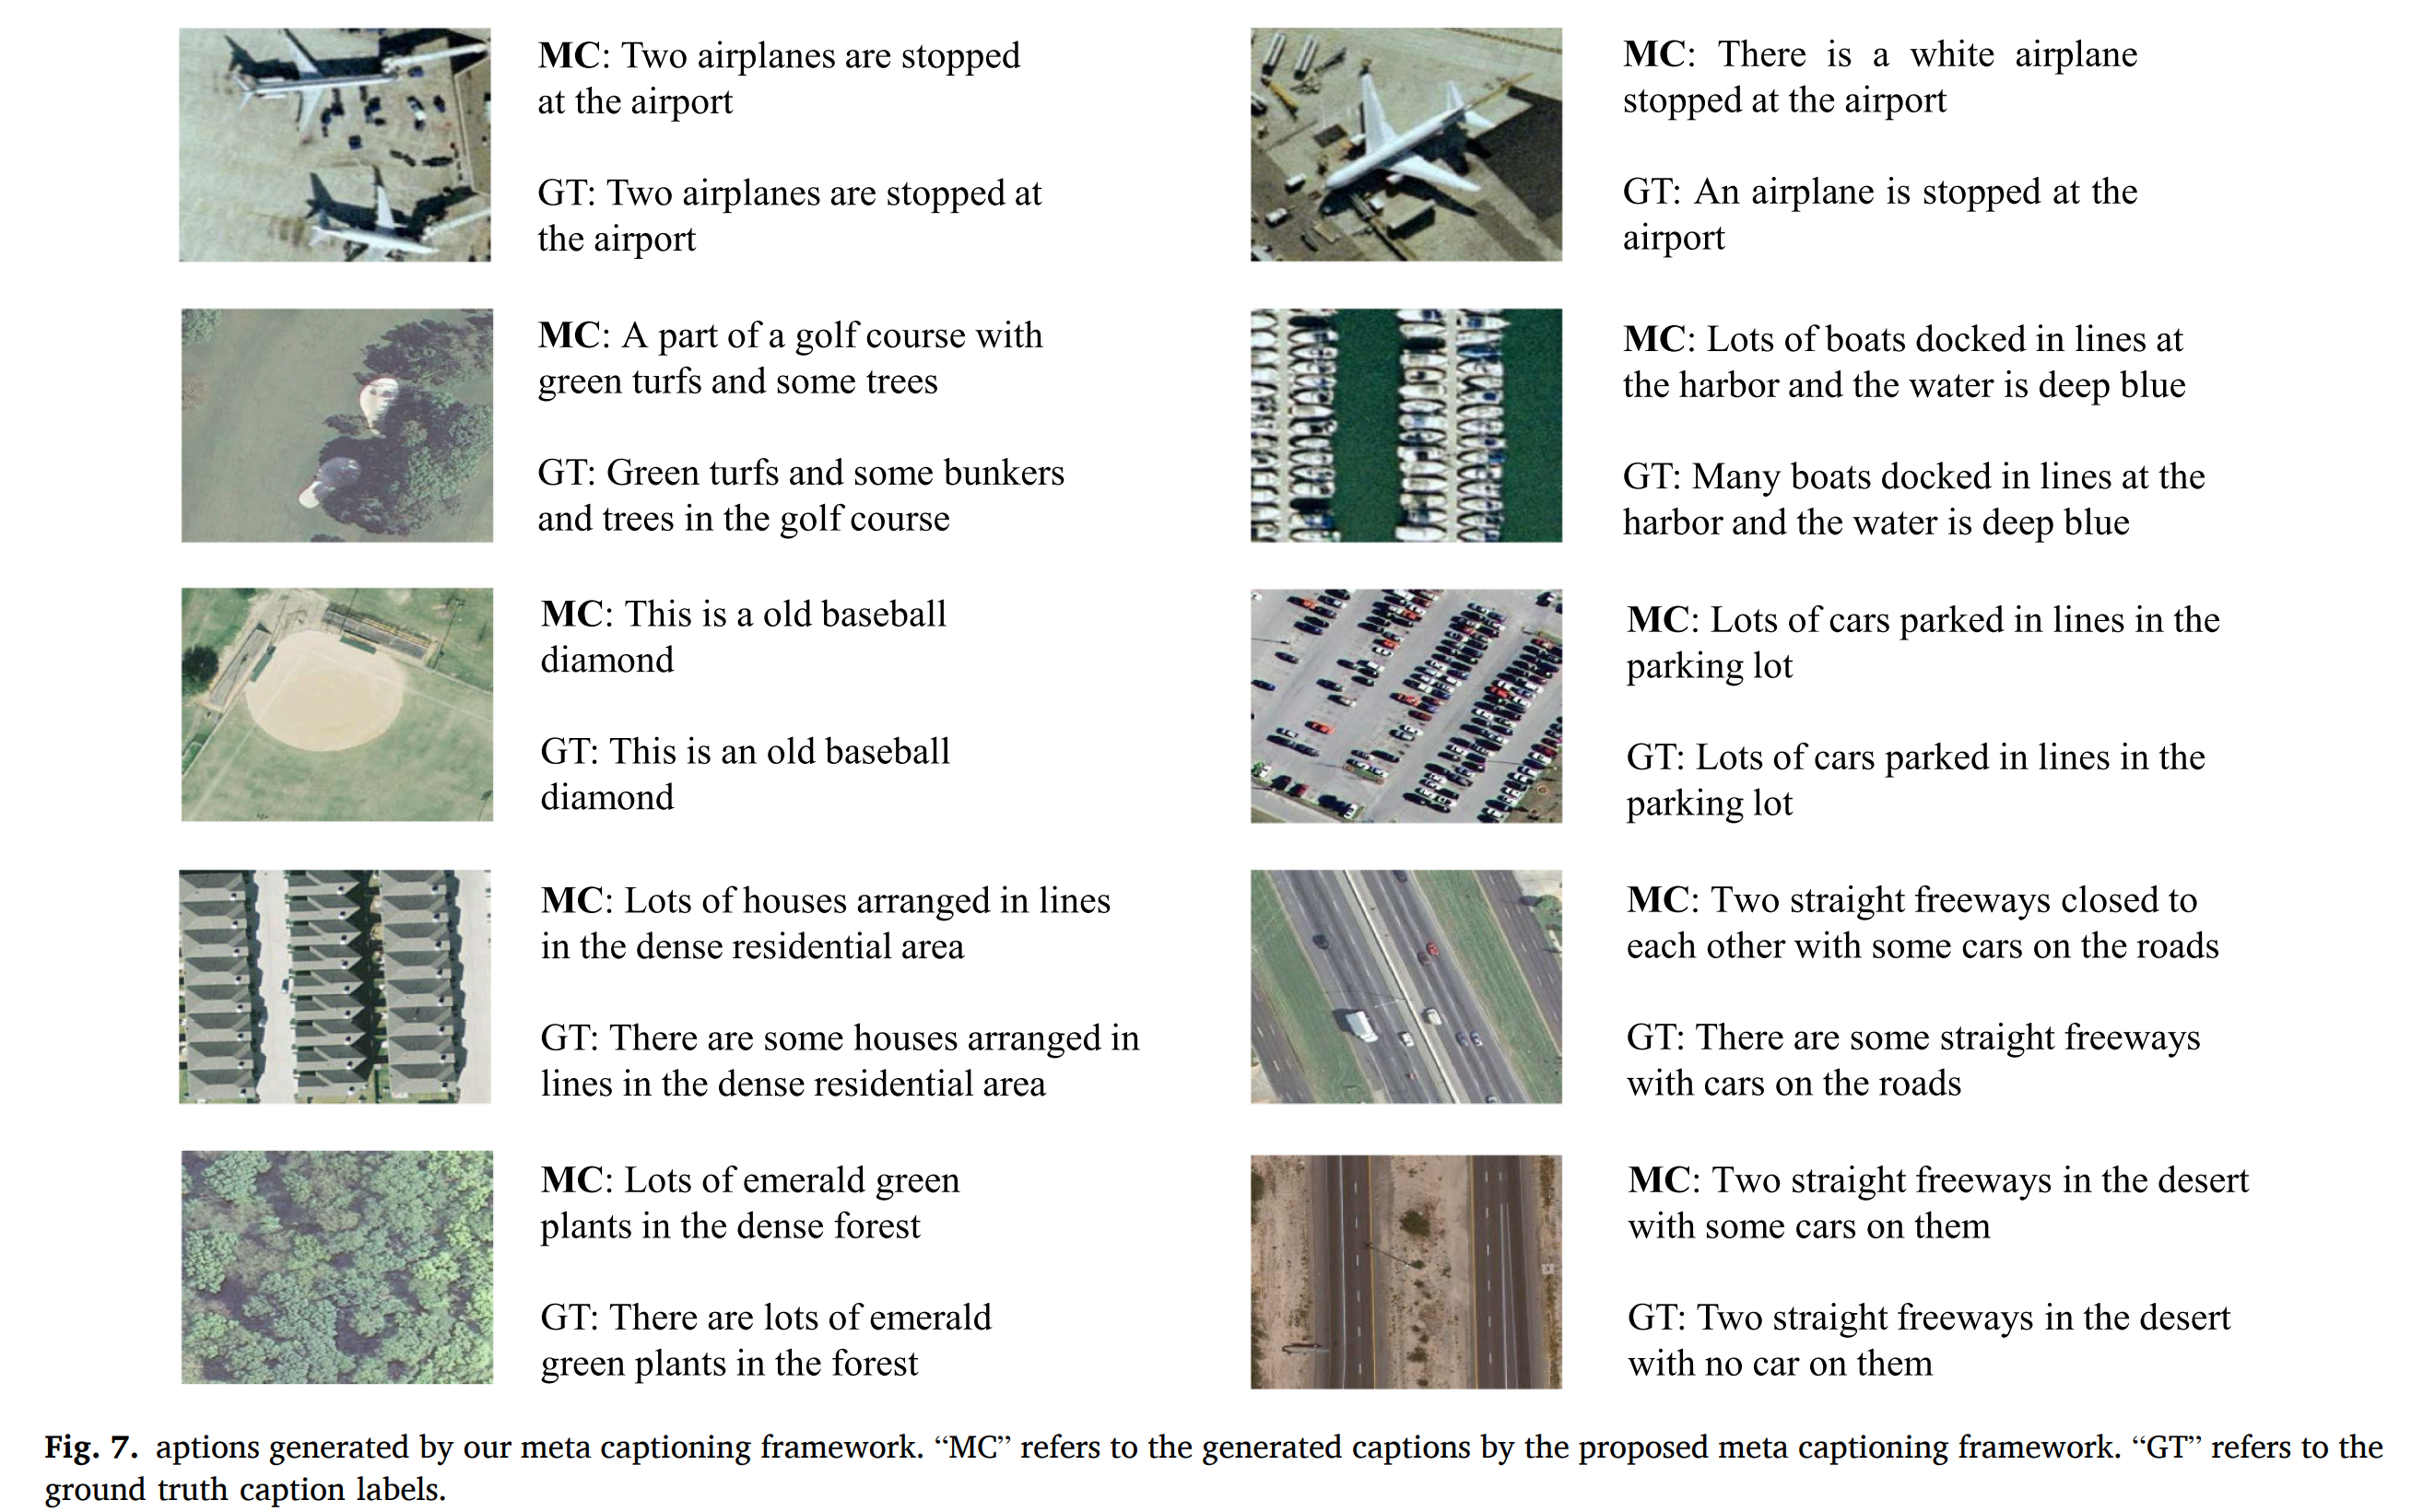 MC: Two airplanes are stopped
at the airport
GT: Two airplanes are stopped at
the airport
MC: There is a white airplane
stopped at the airport
GT: An airplane is stopped at the
airport
MC: A part of a golf course with
green turfs and some trees
GT: Green turfs and some bunkers
and trees in the golf course
MC: Lots of boats docked in lines at
the harbor and the water is deep blue
GT: Many boats docked in lines at the
harbor and the water is deep blue
MC: This is a old baseball
diamond
GT: This is an old baseball
diamond
MC: Lots of cars parked in lines in the
parking lot
GT: Lots of cars parked in lines in the
parking lot
MC: Lots of houses arranged in lines
in the dense residential area
GT: There are some houses arranged in
lines in the dense residential area
MC: Two straight freeways closed to
each other with some cars on the roads
GT: There are some straight freeways
with cars on the roads
MC: Lots of emerald green
plants in the dense forest
GT: There are lots of emerald
green plants in the forest
MC: Two straight freeways in the desert
with some cars on them
GT: Two straight freeways in the desert
with no car on them
Fig. 7. aptions generated by our meta captioning framework. “MC” refers to the generated captions by the proposed meta captioning framework. “GT” refers to the
ground truth caption labels.